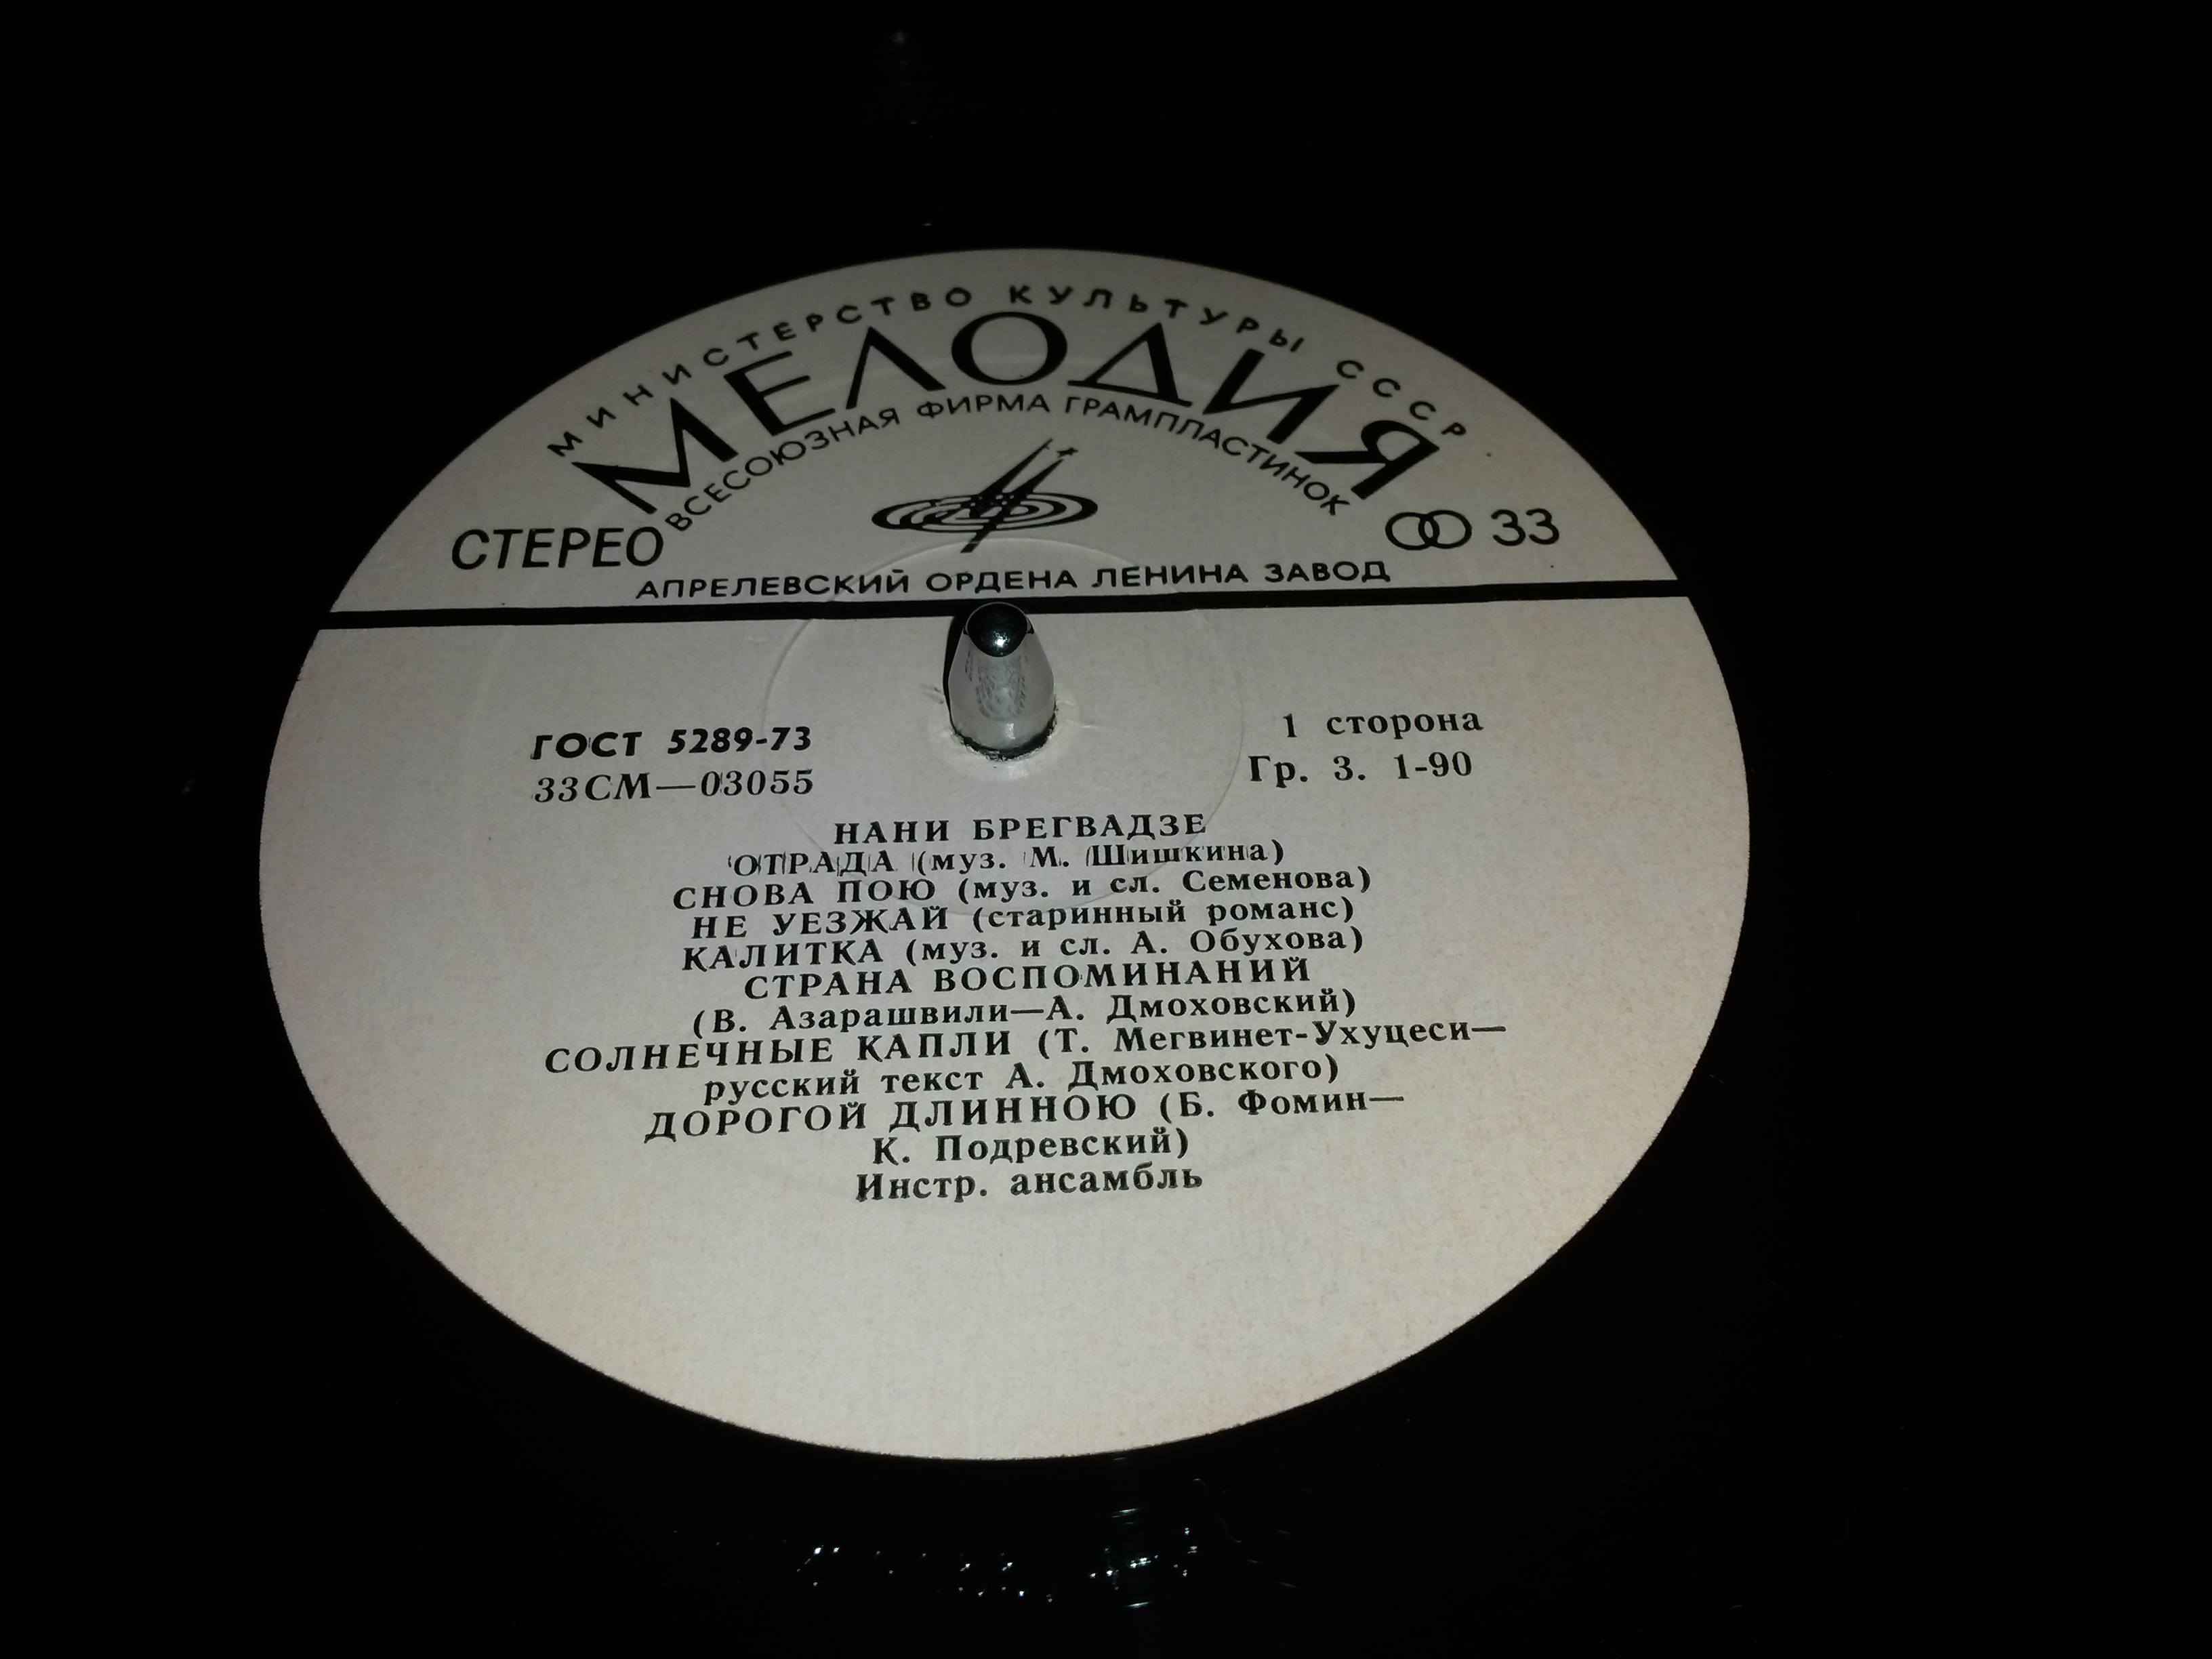 МИНИСТЕРСТВО КУЛЬТУРЫ СССР
МЕЛОДИЯ
ВСЕСОЮЗНАЯ ФИРМА ГРАМПЛАСТИНОК
СТЕРЕО
33
АПРЕЛЕВСКИЙ ОРДЕНА ЛЕНИНА ЗАВОД
ГОСТ 5289-73
1 сторона
33СМ—03055
Гр. 3. 1-90
НАНИ БРЕГВАДЗЕ
ОТРАДА (муз. М. Шишкина)
СНОВА ПОЮ (муз. и сл. Семенова)
НЕ УЕЗЖАЙ (старинный романс)
КАЛИТКА (муз. и сл. А. Обухова)
СТРАНА ВОСПОМИНАНИЙ
(В. Азарашвили—А. Дмоховский)
СОЛНЕЧНЫЕ КАПЛИ (Т. Мегвинет-Ухуцеси—
русский текст А. Дмоховского)
ДОРОГОЙ ДЛИННОЮ (Б. Фомин—
К. Подревский)
Инстр. ансамбль